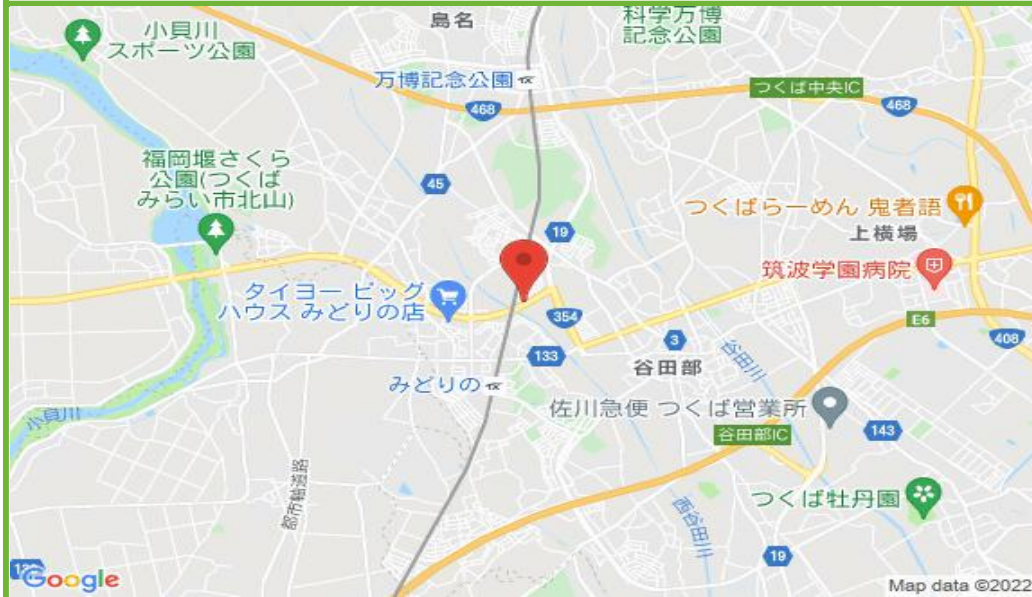 島名
科学万博
記念公園
小貝川
スポーツ公園
万博記念公園
つくば中央IC
468
468
福岡堰さくら
公園(つくば
みらい市北山)
45
つくばらーめん 鬼者語
19
上横場
筑波学園病院
タイヨー ビッグ
ハウス みどりの店
354
E6
3
谷田川
408
133
谷田部
みどりの
佐川急便 つくば営業所
小貝川
143
谷田部IC
都市軸道路
つくば牡丹園
西谷田川
19
Google
Map data ©2022